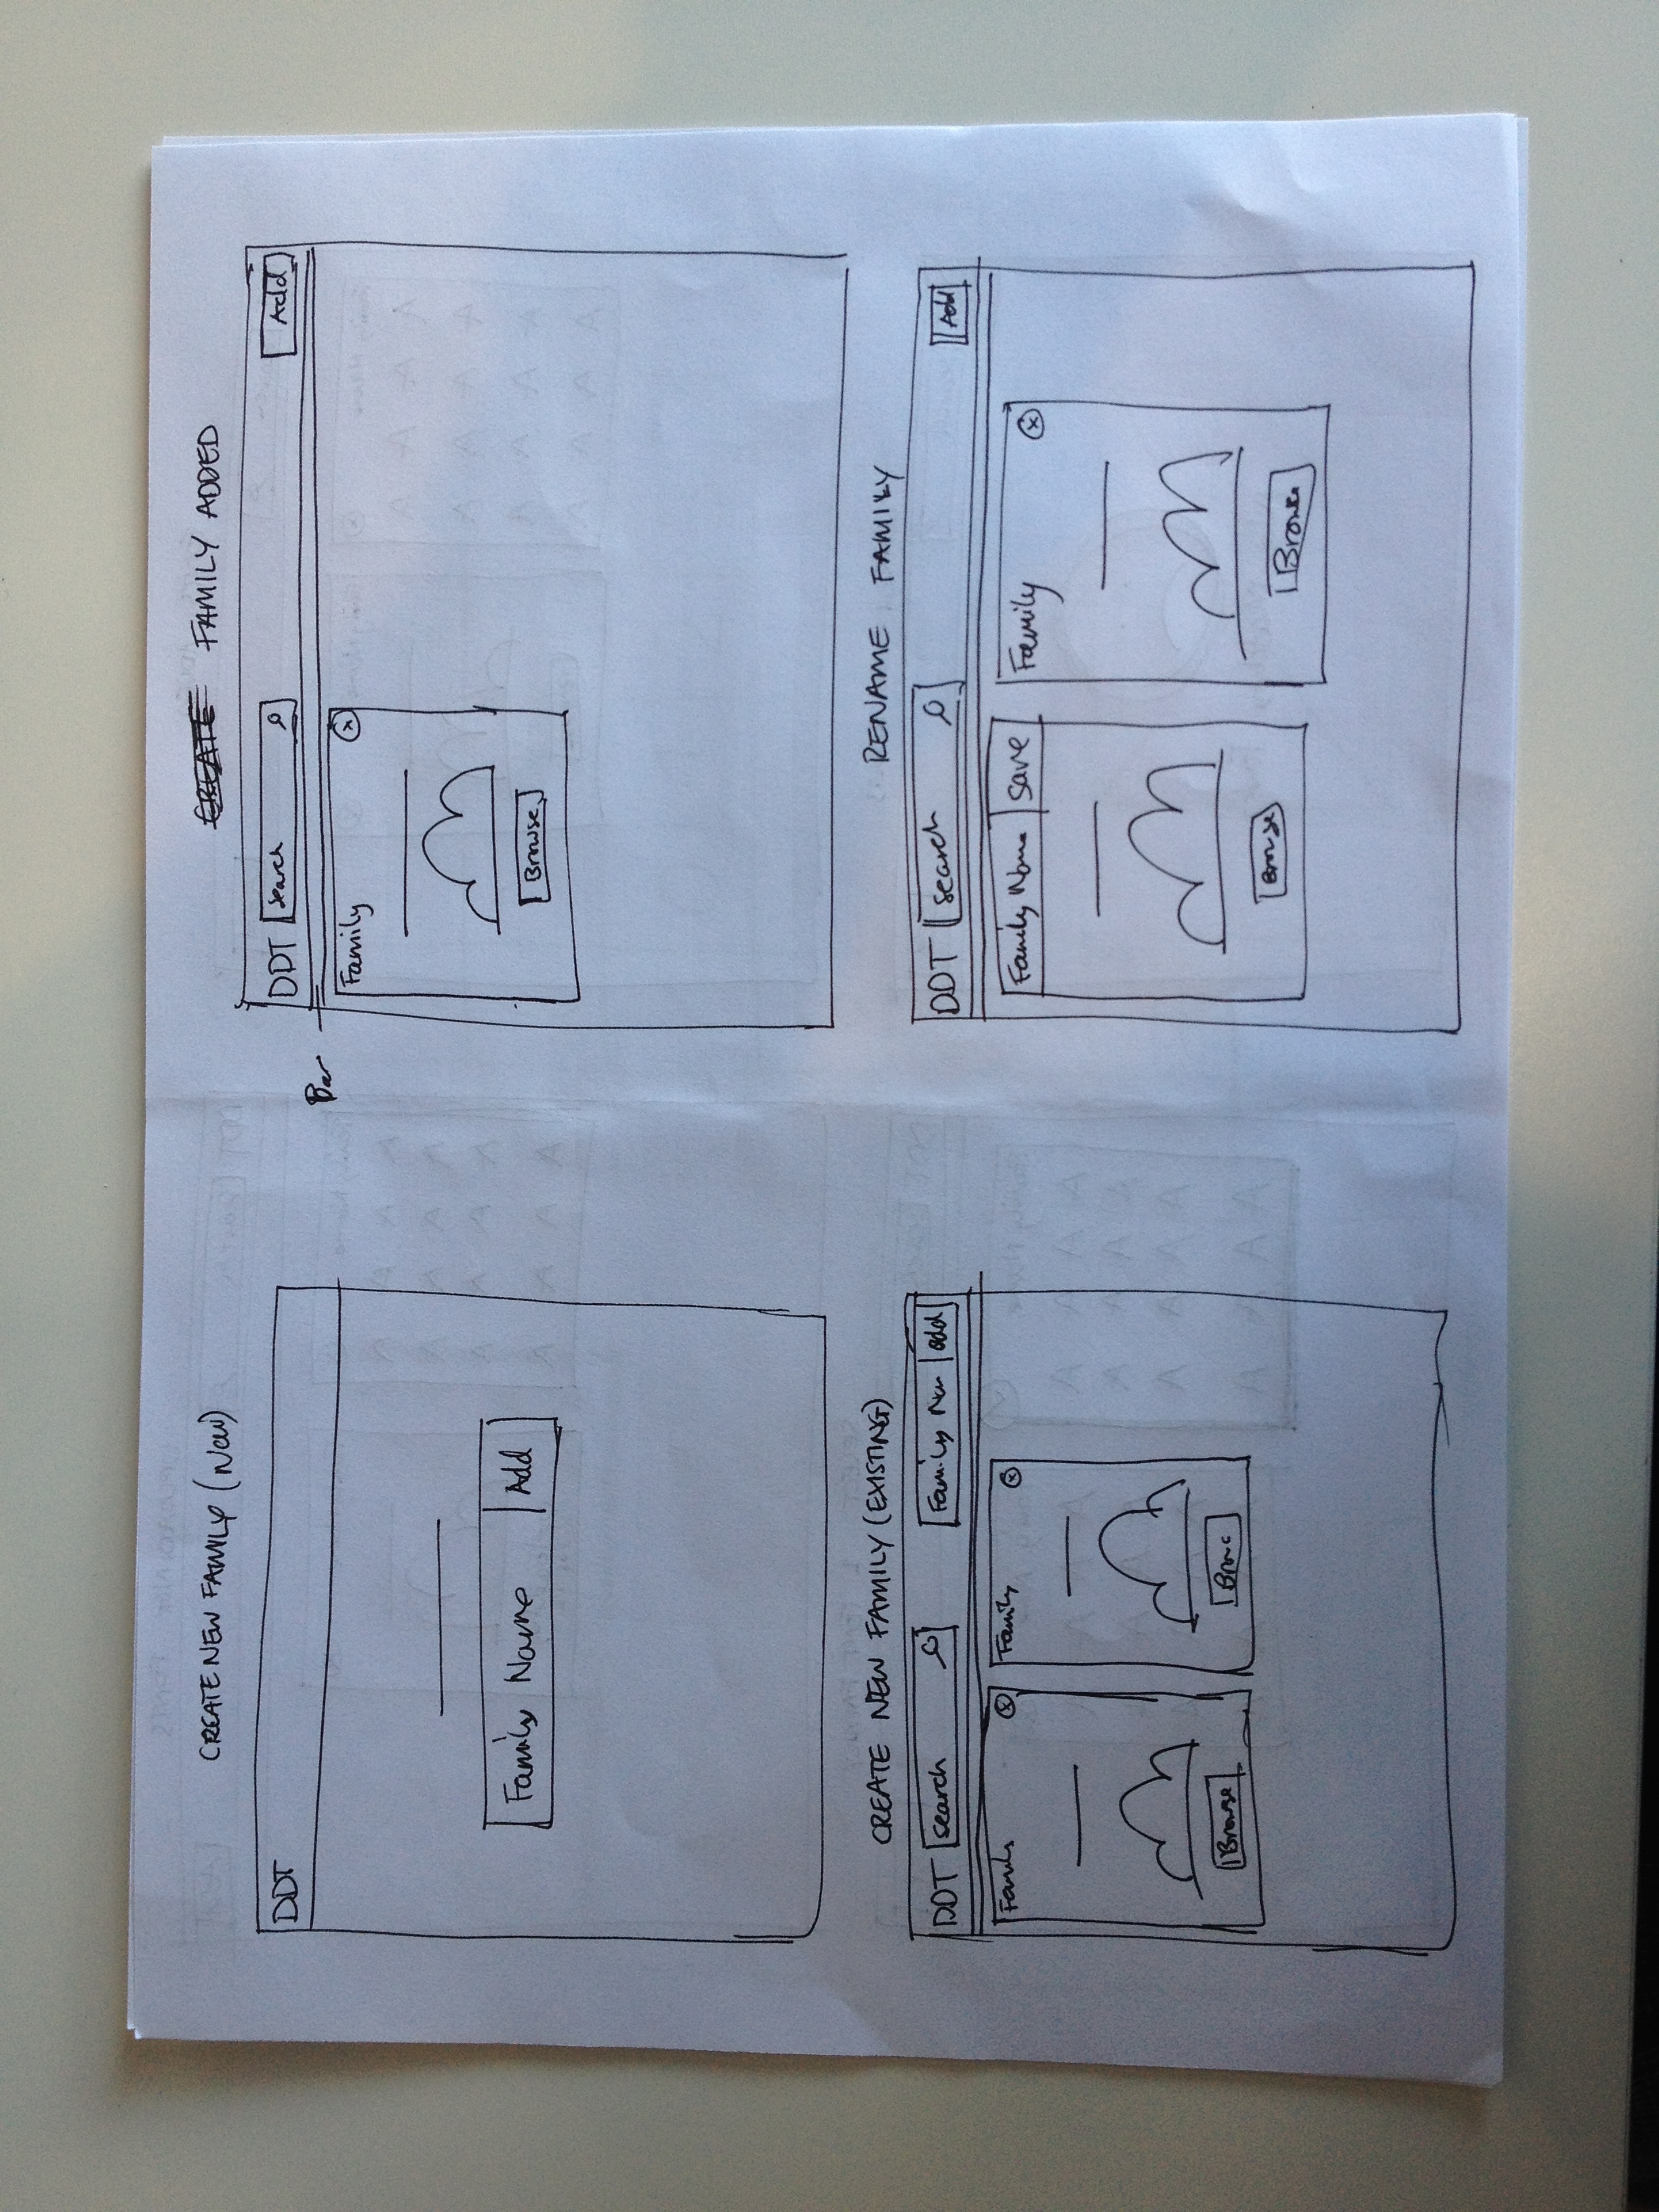 CREATE NEW FAMILY (NEW)
DDT
Family Name Add
CREATE FAMILY ADDED
DDT Search Add
Bar
Family
Browse
CREATE NEW FAMILY (EXISTING)
DDT Search Family Nam add
Family Family
Browse
RENAME FAMILY
DDT Search Add
Family Name Save Family
Browse Browse